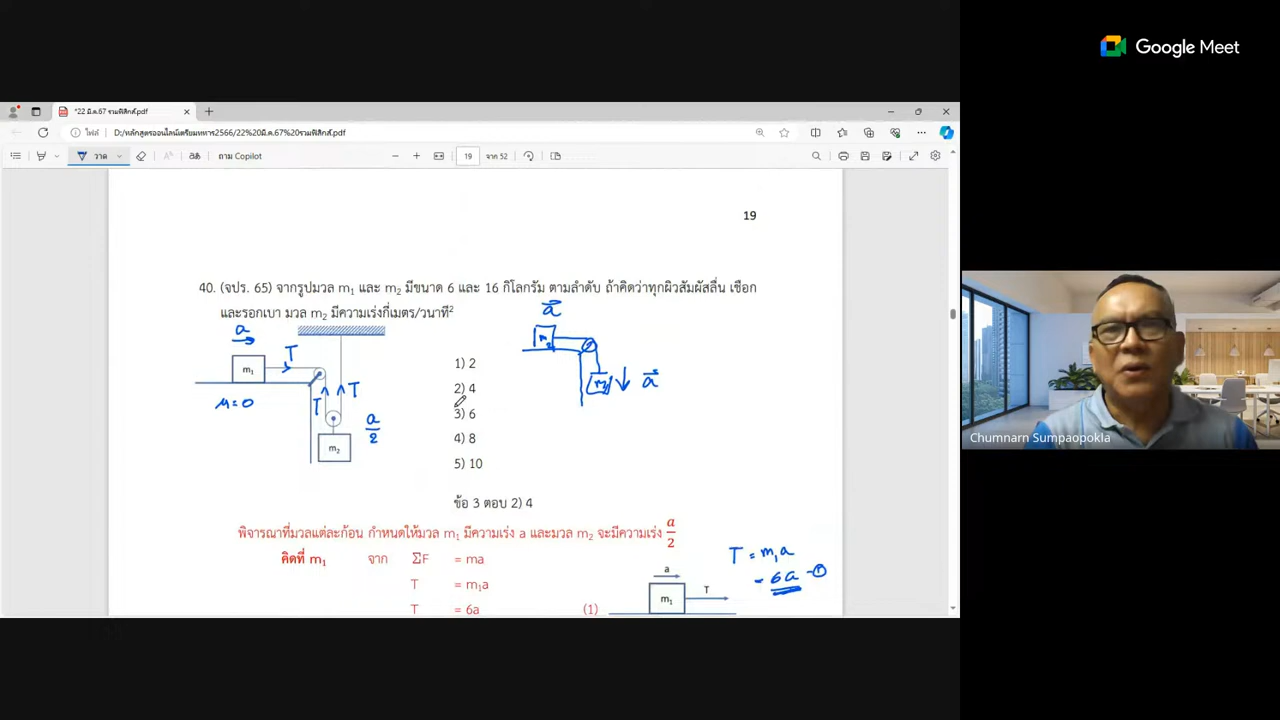 Google Meet
*22 มี.ค.67 รวมฟิสิกส์.pdf
ไฟล์ D:/หลักสูตรออนไลน์เตรียมทหาร2566/22%20มี.ค.67%20รวมฟิสิกส์.pdf
วาด
ถาม Copilot
19 จาก 52
19
40. (จปร. 65) จากรูปมวล m₁ และ m₂ มีขนาด 6 และ 16 กิโลกรัม ตามลำดับ ถ้าคิดว่าทุกผิวสัมผัสลื่น เชือก
และรอกเบา มวล m₂ มีความเร่งกี่เมตร/วนาที²
a
T
m₁
μ = 0
T
T
a/2
m₂
a
m₂
a
1) 2
2) 4
3) 6
4) 8
5) 10
ข้อ 3 ตอบ 2) 4
พิจารณาที่มวลแต่ละก้อน กำหนดให้มวล m₁ มีความเร่ง a และมวล m₂ จะมีความเร่ง a/2
คิดที่ m₁ จาก ΣF = ma
T = m₁a
T = 6a (1)
a
m₁
T
T = m₁a
= 6a
Chumnarn Sumpaopokla